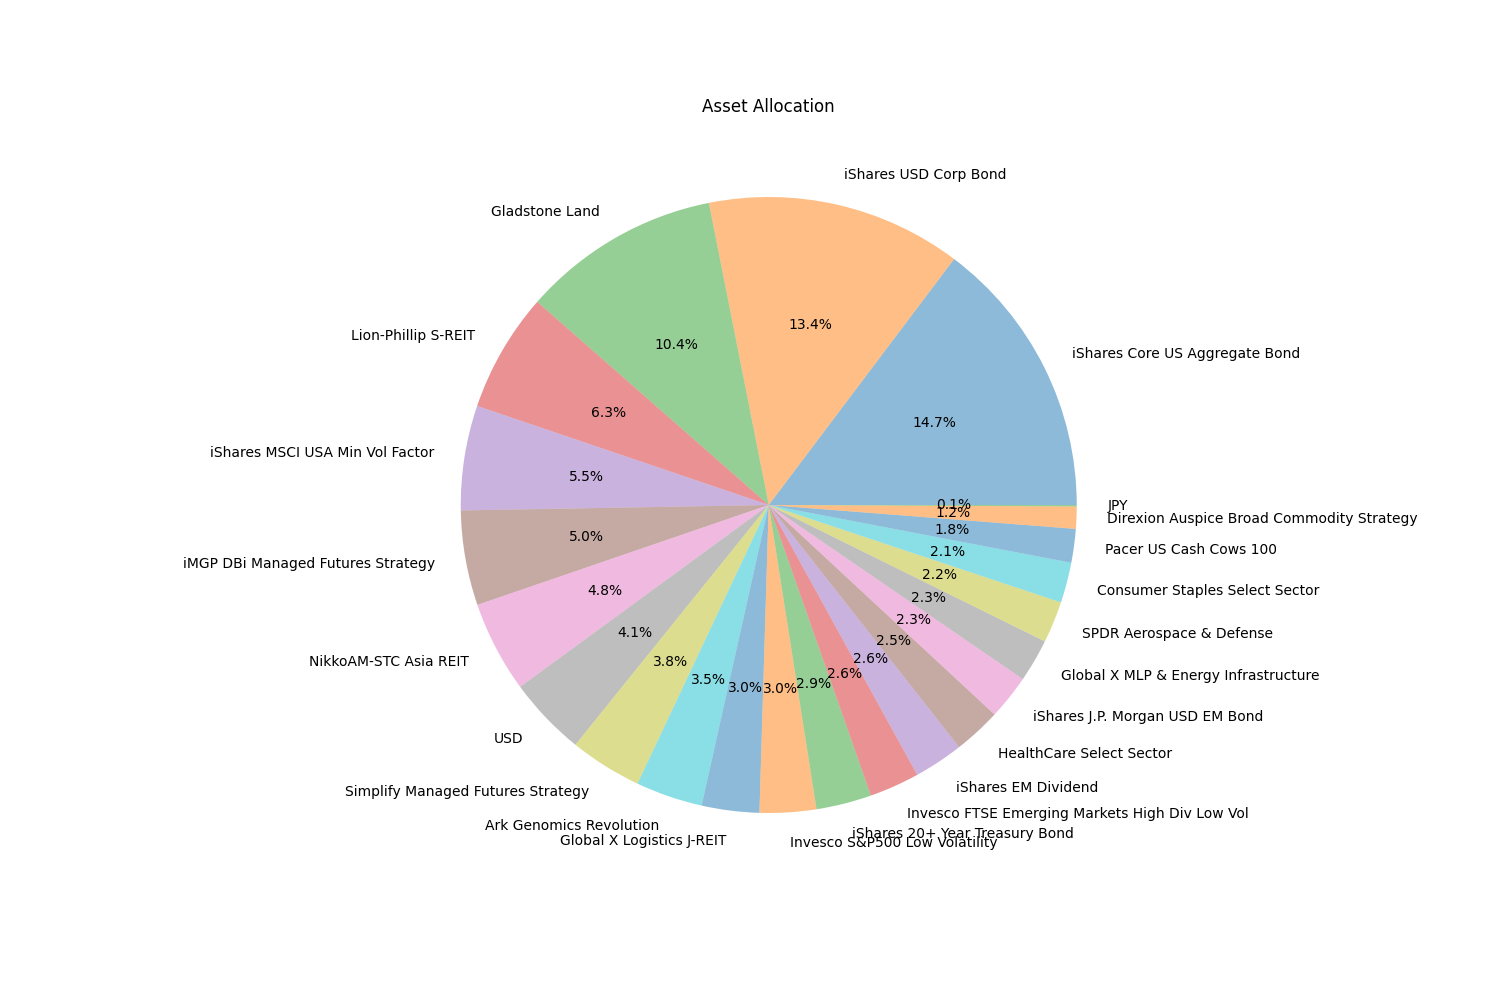 Asset Allocation
iShares Core US Aggregate Bond
14.7%
iShares USD Corp Bond
13.4%
Gladstone Land
10.4%
Lion-Phillip S-REIT
6.3%
iShares MSCI USA Min Vol Factor
5.5%
iMGP DBi Managed Futures Strategy
5.0%
NikkoAM-STC Asia REIT
4.8%
USD
4.1%
Simplify Managed Futures Strategy
3.8%
Ark Genomics Revolution
3.5%
Global X Logistics J-REIT
3.0%
Invesco S&P500 Low Volatility
3.0%
iShares 20+ Year Treasury Bond
2.9%
Invesco FTSE Emerging Markets High Div Low Vol
2.6%
iShares EM Dividend
2.6%
HealthCare Select Sector
2.5%
iShares J.P. Morgan USD EM Bond
2.3%
Global X MLP & Energy Infrastructure
2.3%
SPDR Aerospace & Defense
2.2%
Consumer Staples Select Sector
2.1%
Pacer US Cash Cows 100
1.8%
Direxion Auspice Broad Commodity Strategy
1.2%
JPY
0.1%